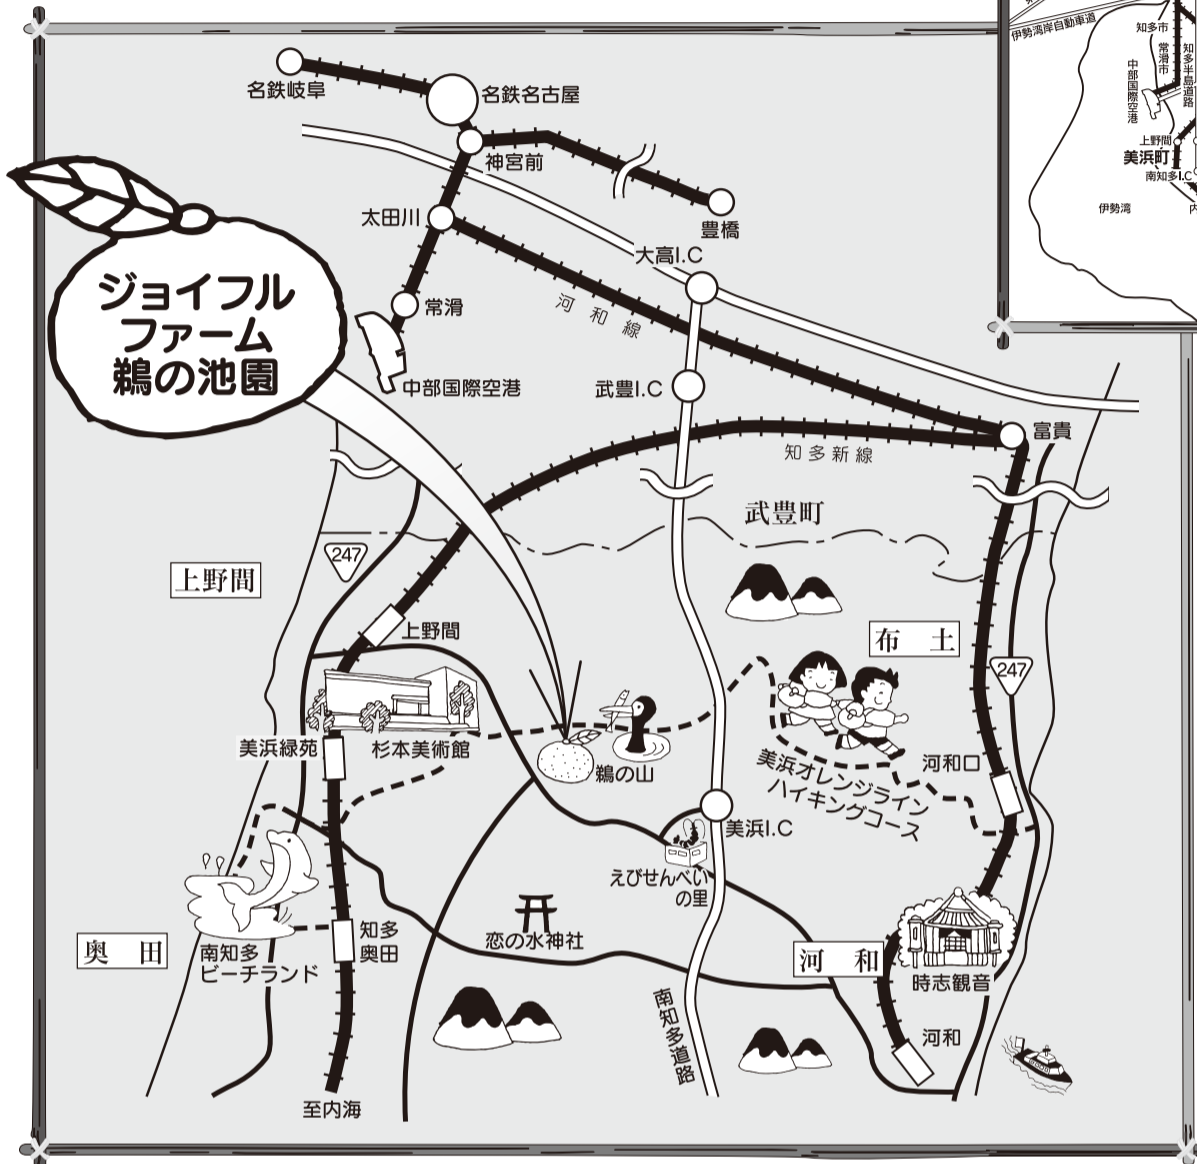 伊勢湾岸自動車道
知多市
常滑市
知多半島道路
中部国際空港
上野間
美浜町
南知多I.C
伊勢湾
内
名鉄岐阜
名鉄名古屋
神宮前
太田川
豊橋
大高I.C
常滑
河和線
中部国際空港
武豊I.C
富貴
知多新線
ジョイフル
ファーム
鵜の池園
武豊町
247
上野間
上野間
布土
247
美浜緑苑
杉本美術館
鵜の山
美浜オレンジライン
ハイキングコース
河和口
美浜I.C
えびせんべい
の里
恋の水神社
奥田
南知多
ビーチランド
知多
奥田
河和
時志観音
南知多道路
河和
至内海